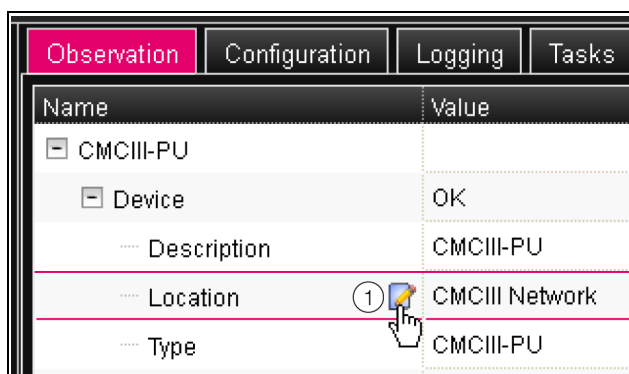 Observation Configuration Logging Tasks
Name Value
CMCIII-PU
Device OK
Description CMCIII-PU
Location 1 CMCIII Network
Type CMCIII-PU